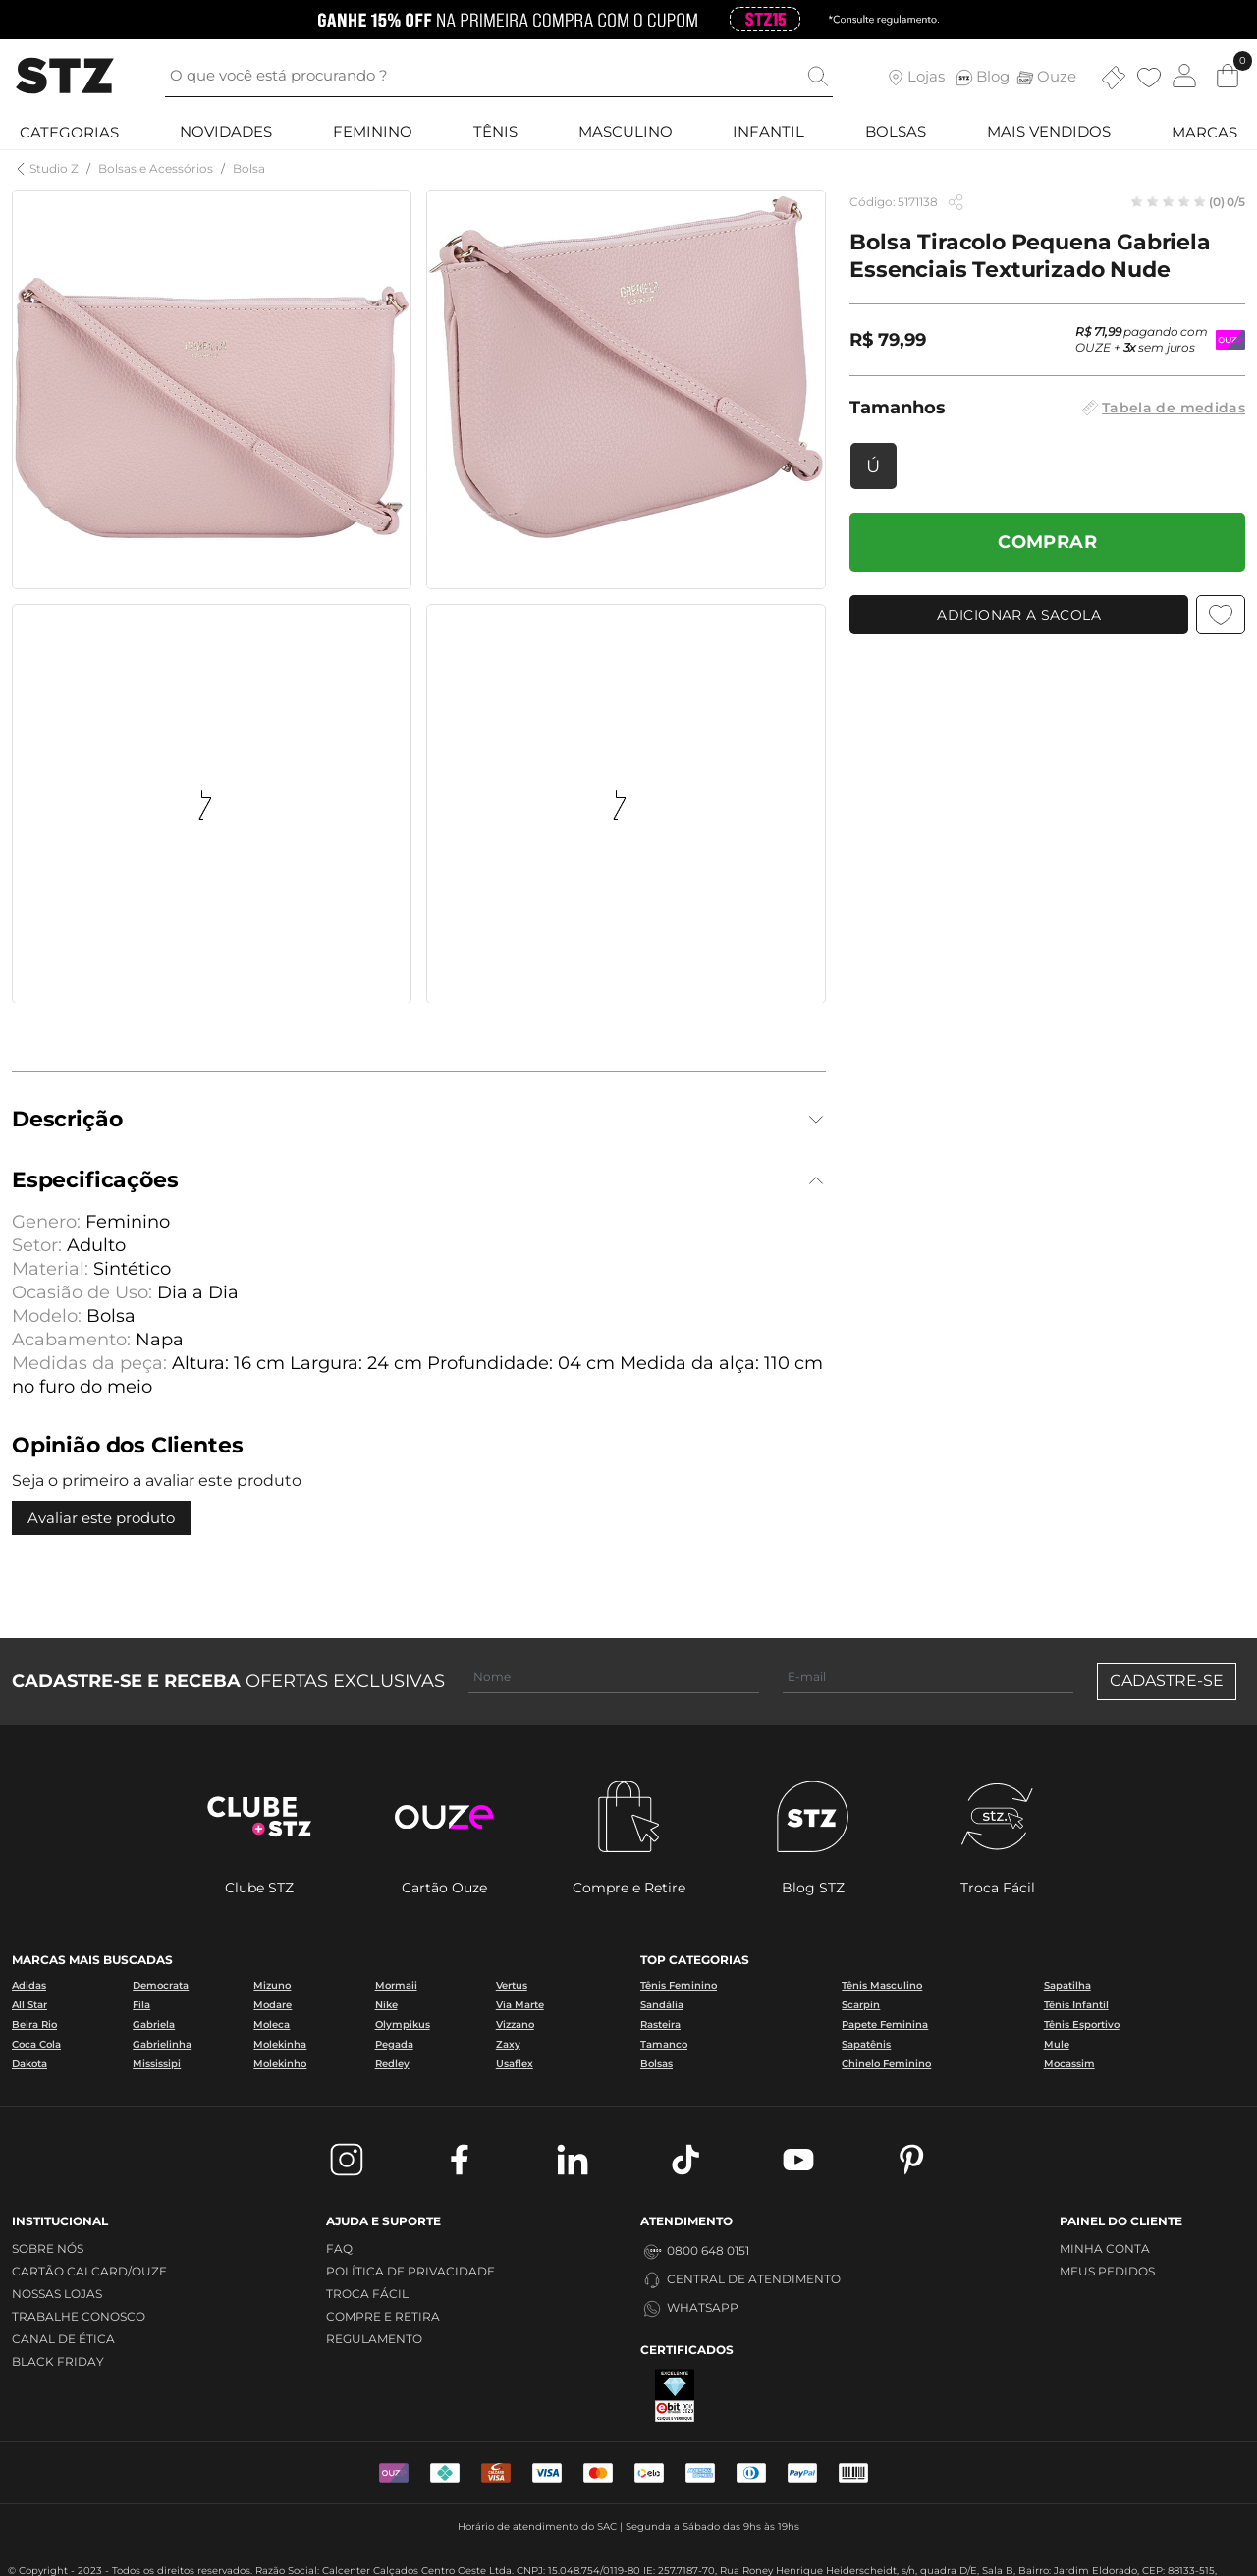 GANHE 15% OFF NA PRIMEIRA COMPRA COM O CUPOM STZ15 *Consulte regulamento.
STZ
O que você está procurando ?
Lojas Blog Ouze 0
CATEGORIAS NOVIDADES FEMININO TÊNIS MASCULINO INFANTIL BOLSAS MAIS VENDIDOS MARCAS
Studio Z / Bolsas e Acessórios / Bolsa
Código: 5171138 (0) 0/5
Bolsa Tiracolo Pequena Gabriela
Essenciais Texturizado Nude
R$ 79,99
R$ 71,99 pagando com
OUZE + 3x sem juros
Tamanhos Tabela de medidas
Ú
COMPRAR
ADICIONAR A SACOLA
Descrição
Especificações
Genero: Feminino
Setor: Adulto
Material: Sintético
Ocasião de Uso: Dia a Dia
Modelo: Bolsa
Acabamento: Napa
Medidas da peça: Altura: 16 cm Largura: 24 cm Profundidade: 04 cm Medida da alça: 110 cm
no furo do meio
Opinião dos Clientes
Seja o primeiro a avaliar este produto
Avaliar este produto
CADASTRE-SE E RECEBA OFERTAS EXCLUSIVAS Nome E-mail CADASTRE-SE
CLUBE
+STZ
ouze
STZ
stz.
Clube STZ Cartão Ouze Compre e Retire Blog STZ Troca Fácil
MARCAS MAIS BUSCADAS
Adidas Democrata Mizuno Mormaii Vertus
All Star Fila Modare Nike Via Marte
Beira Rio Gabriela Moleca Olympikus Vizzano
Coca Cola Gabrielinha Molekinha Pegada Zaxy
Dakota Mississipi Molekinho Redley Usaflex
TOP CATEGORIAS
Tênis Feminino Tênis Masculino Sapatilha
Sandália Scarpin Tênis Infantil
Rasteira Papete Feminina Tênis Esportivo
Tamanco Sapatênis Mule
Bolsas Chinelo Feminino Mocassim
INSTITUCIONAL
SOBRE NÓS
CARTÃO CALCARD/OUZE
NOSSAS LOJAS
TRABALHE CONOSCO
CANAL DE ÉTICA
BLACK FRIDAY
AJUDA E SUPORTE
FAQ
POLÍTICA DE PRIVACIDADE
TROCA FÁCIL
COMPRE E RETIRA
REGULAMENTO
ATENDIMENTO
0800 648 0151
CENTRAL DE ATENDIMENTO
WHATSAPP
CERTIFICADOS
EXCELENTE
ebit
PAINEL DO CLIENTE
MINHA CONTA
MEUS PEDIDOS
VISA VISA elo PayPal
Horário de atendimento do SAC | Segunda a Sábado das 9hs às 19hs
© Copyright - 2023 - Todos os direitos reservados. Razão Social: Calcenter Calçados Centro Oeste Ltda. CNPJ: 15.048.754/0119-80 IE: 257.7187-70, Rua Roney Henrique Heiderscheidt, s/n, quadra D/E, Sala B, Bairro: Jardim Eldorado, CEP: 88133-515,